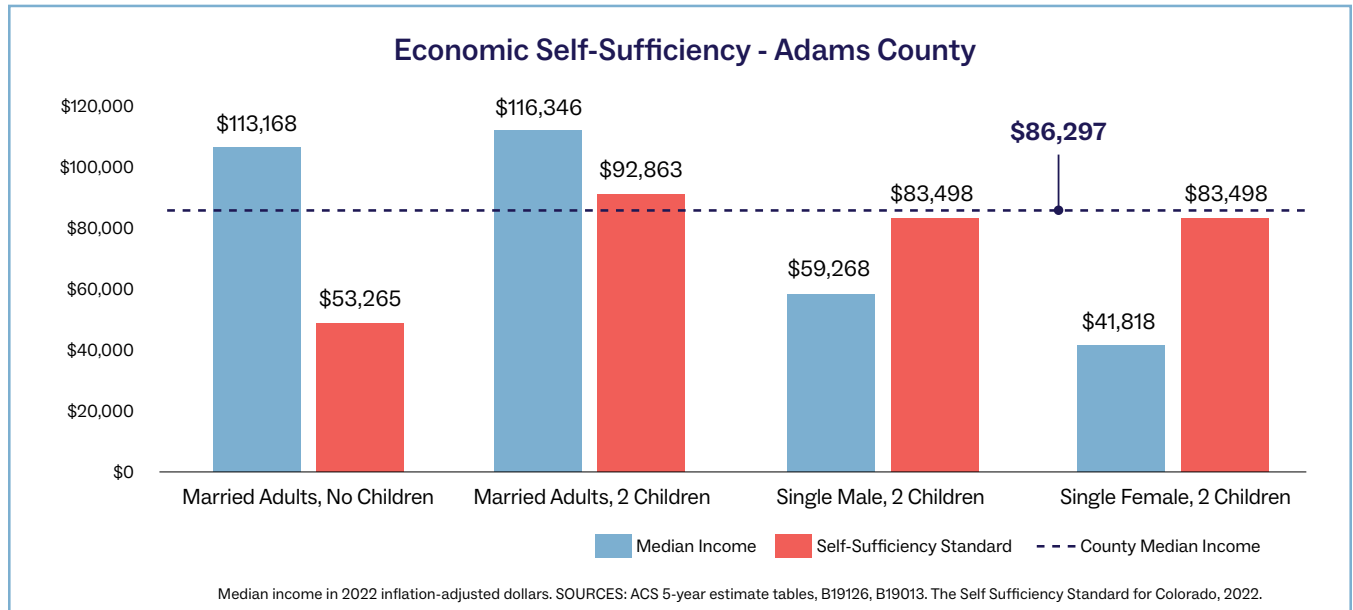 Economic Self-Sufficiency - Adams County
$120,000
$100,000
$80,000
$60,000
$40,000
$20,000
$0
$113,168
$53,265
$116,346
$92,863
$59,268
$83,498
$86,297
$41,818
$83,498
Married Adults, No Children
Married Adults, 2 Children
Single Male, 2 Children
Single Female, 2 Children
Median Income
Self-Sufficiency Standard
County Median Income
Median income in 2022 inflation-adjusted dollars. SOURCES: ACS 5-year estimate tables, B19126, B19013. The Self Sufficiency Standard for Colorado, 2022.